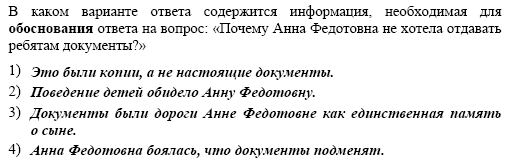 В каком варианте ответа содержится информация, необходимая для
обоснования ответа на вопрос: «Почему Анна Федотовна не хотела отдавать
ребятам документы?»
1) Это были копии, а не настоящие документы.
2) Поведение детей обидело Анну Федотовну.
3) Документы были дороги Анне Федотовне как единственная память
о сыне.
4) Анна Федотовна боялась, что документы подменят.